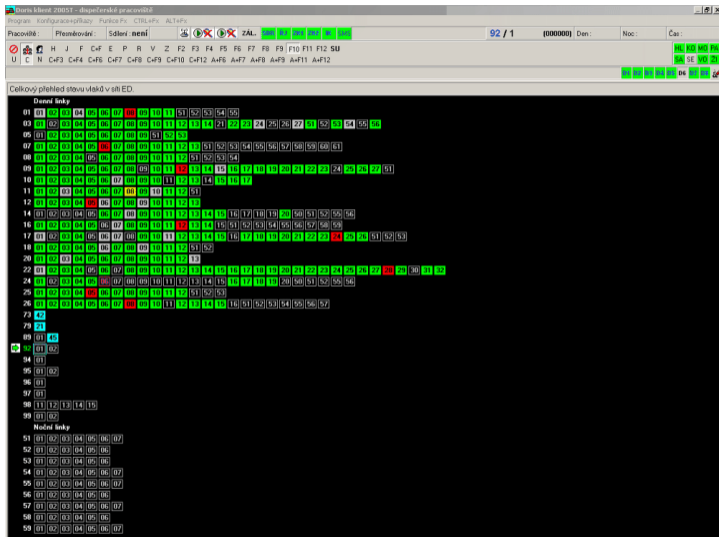 Doris klient 2005T - dispečerské pracoviště
Program Konfigurace+příkazy Funkce Fx CTRL+Fx ALT+Fx
Pracoviště : Přesměrování : Sdílení : není ZÁL. SMS 92 / 1 (000000) Den : Noc : Čas :
H J F C+F E P R V Z F2 F3 F4 F5 F6 F7 F8 F9 F10 F11 F12 SU HL KO MO PA
U C N C+F3 C+F4 C+F6 C+F7 C+F8 C+F9 C+F10 C+F12 A+F6 A+F7 A+F8 A+F9 A+F11 A+F12 SA SE VO ŽI
D1 D2 D3 D4 D5 D6 D7 D8
Celkový přehled stavu vlaků v síti ED.
Denní linky
01 01 02 03 04 05 06 07 08 09 10 11 51 52 53 54 55
03 01 02 03 04 05 06 07 08 09 10 11 12 13 14 21 22 23 24 25 26 27 51 52 53 54 55 56
05 01 02 03 04 05 06 07 08 09 51 52 53
07 01 02 03 04 05 06 07 08 09 10 11 12 13 51 52 53 54 55 56 57 58 59 60 61
08 01 02 03 04 05 06 07 08 09 10 11 12 51 52 53 54
09 01 02 03 04 05 06 07 08 09 10 11 12 13 14 15 16 17 18 19 20 21 22 23 24 25 26 27 51
10 01 02 03 04 05 06 07 08 09 10 11 12 13 14 15 16 17
11 01 02 03 04 05 06 07 08 09 10 11 12 51
12 01 02 03 04 05 06 07 08 09 10 11 12 13
14 01 02 03 04 05 06 07 08 09 10 11 12 13 14 15 16 17 18 19 20 50 51 52 55 56
16 01 02 03 04 05 06 07 08 09 10 11 12 13 14 15 51 52 53 54 55 56 57 58 59
17 01 02 03 04 05 06 07 08 09 10 11 12 13 14 15 16 17 18 19 20 21 22 23 24 25 26 51 52 53
18 01 02 03 04 05 06 07 08 09 10 11 12 51 52
20 01 02 03 04 05 06 07 08 09 10 11 12 13
22 01 02 03 04 05 06 07 08 09 10 11 12 13 14 15 16 17 18 19 20 21 22 23 24 25 26 27 28 29 30 31 32
24 01 02 03 04 05 06 07 08 09 10 11 12 13 14 15 16 17 18 19 20 50 51 52 55 56
25 01 02 03 04 05 06 07 08 09 10 11 12 51 52 53
26 01 02 03 04 05 06 07 08 09 10 11 12 13 14 15 16 51 52 53 54 55 56 57
73 42
79 21
89 01 45
92 01 02
94 01
95 01 02
96 01
97 01
98 11 12 13 14 15
99 01 02
Noční linky
51 01 02 03 04 05 06 07
52 01 02 03 04 05 06
53 01 02 03 04 05 06
54 01 02 03 04 05 06 07
55 01 02 03 04 05 06 07
56 01 02 03 04 05 06
57 01 02 03 04 05 06 07
58 01 02 03 04 05 06
59 01 02 03 04 05 06 07